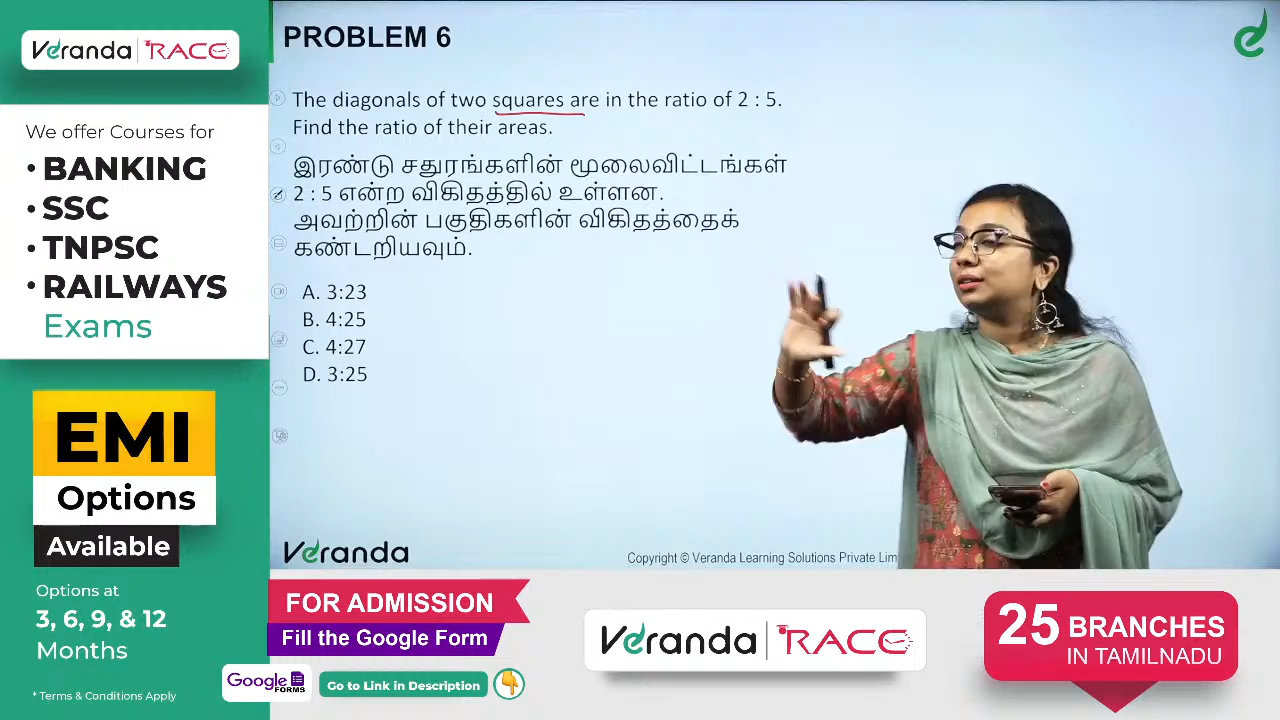 Veranda RACE
PROBLEM 6
We offer Courses for
• BANKING
• SSC
• TNPSC
• RAILWAYS
Exams
The diagonals of two squares are in the ratio of 2 : 5.
Find the ratio of their areas.
இரண்டு சதுரங்களின் மூலைவிட்டங்கள்
2 : 5 என்ற விகிதத்தில் உள்ளன.
அவற்றின் பகுதிகளின் விகிதத்தைக்
கண்டறியவும்.
A. 3:23
B. 4:25
C. 4:27
D. 3:25
EMI
Options
Available
Options at
3, 6, 9, & 12
Months
* Terms & Conditions Apply
Veranda
Copyright © Veranda Learning Solutions Private Lim
FOR ADMISSION
Fill the Google Form
Google FORMS
Go to Link in Description
Veranda RACE
25 BRANCHES
IN TAMILNADU